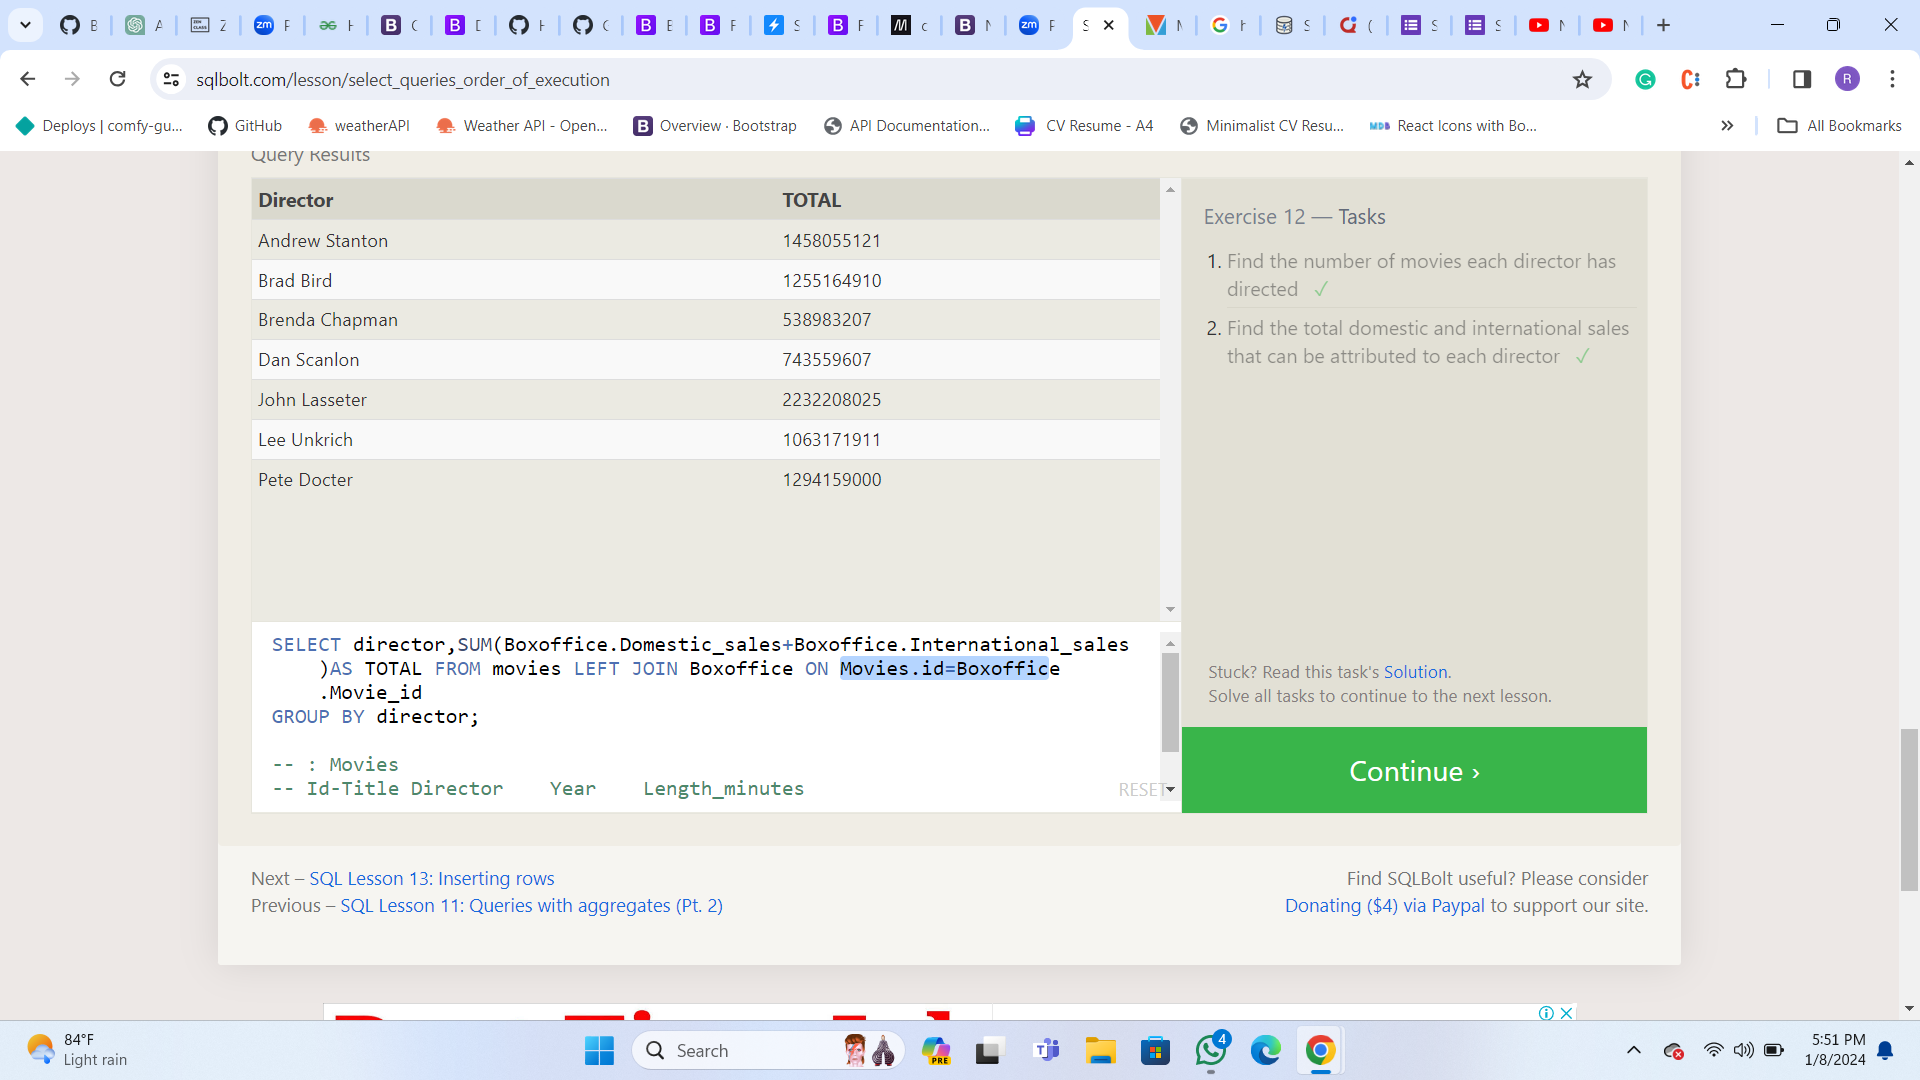 B
A
Z
F
H
C
D
H
C
B
F
S
F
c
N
F
S
N
h
S
(
S
S
N
N
sqlbolt.com/lesson/select_queries_order_of_execution
R
Deploys | comfy-gu...
GitHub
weatherAPI
Weather API - Open...
Overview · Bootstrap
API Documentation...
CV Resume - A4
Minimalist CV Resu...
React Icons with Bo...
All Bookmarks
Query Results
Director TOTAL
Andrew Stanton 1458055121
Brad Bird 1255164910
Brenda Chapman 538983207
Dan Scanlon 743559607
John Lasseter 2232208025
Lee Unkrich 1063171911
Pete Docter 1294159000
Exercise 12 — Tasks
1. Find the number of movies each director has
directed ✓
2. Find the total domestic and international sales
that can be attributed to each director ✓
SELECT director,SUM(Boxoffice.Domestic_sales+Boxoffice.International_sales
)AS TOTAL FROM movies LEFT JOIN Boxoffice ON Movies.id=Boxoffice
.Movie_id
GROUP BY director;
-- : Movies
-- Id-Title Director Year Length_minutes
RESET
Stuck? Read this task's Solution.
Solve all tasks to continue to the next lesson.
Continue ›
Next – SQL Lesson 13: Inserting rows
Previous – SQL Lesson 11: Queries with aggregates (Pt. 2)
Find SQLBolt useful? Please consider
Donating ($4) via Paypal to support our site.
84°F
Light rain
Search
PRE
4
5:51 PM
1/8/2024